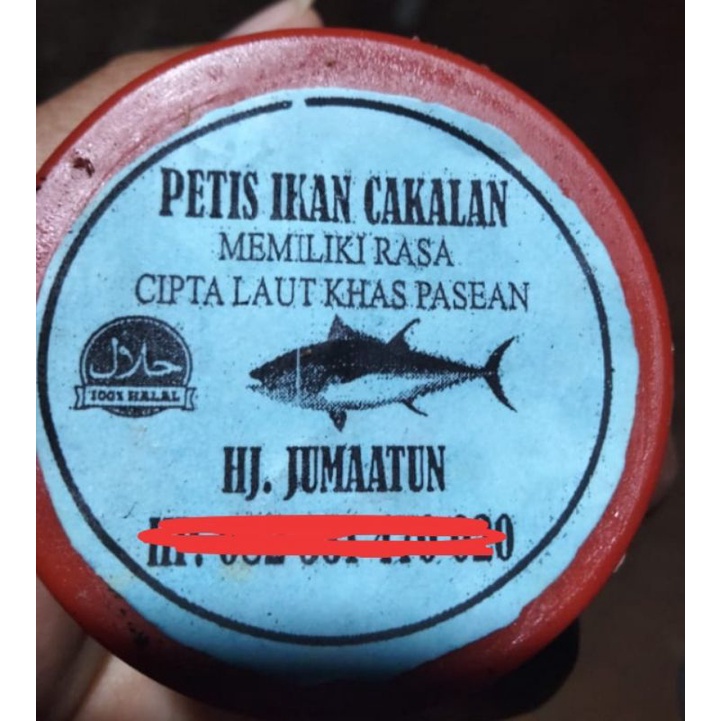 PETIS IKAN CAKALAN
MEMILIKI RASA
CIPTA LAUT KHAS PASEAN
حلال
100% HALAL
HJ. JUMAATUN